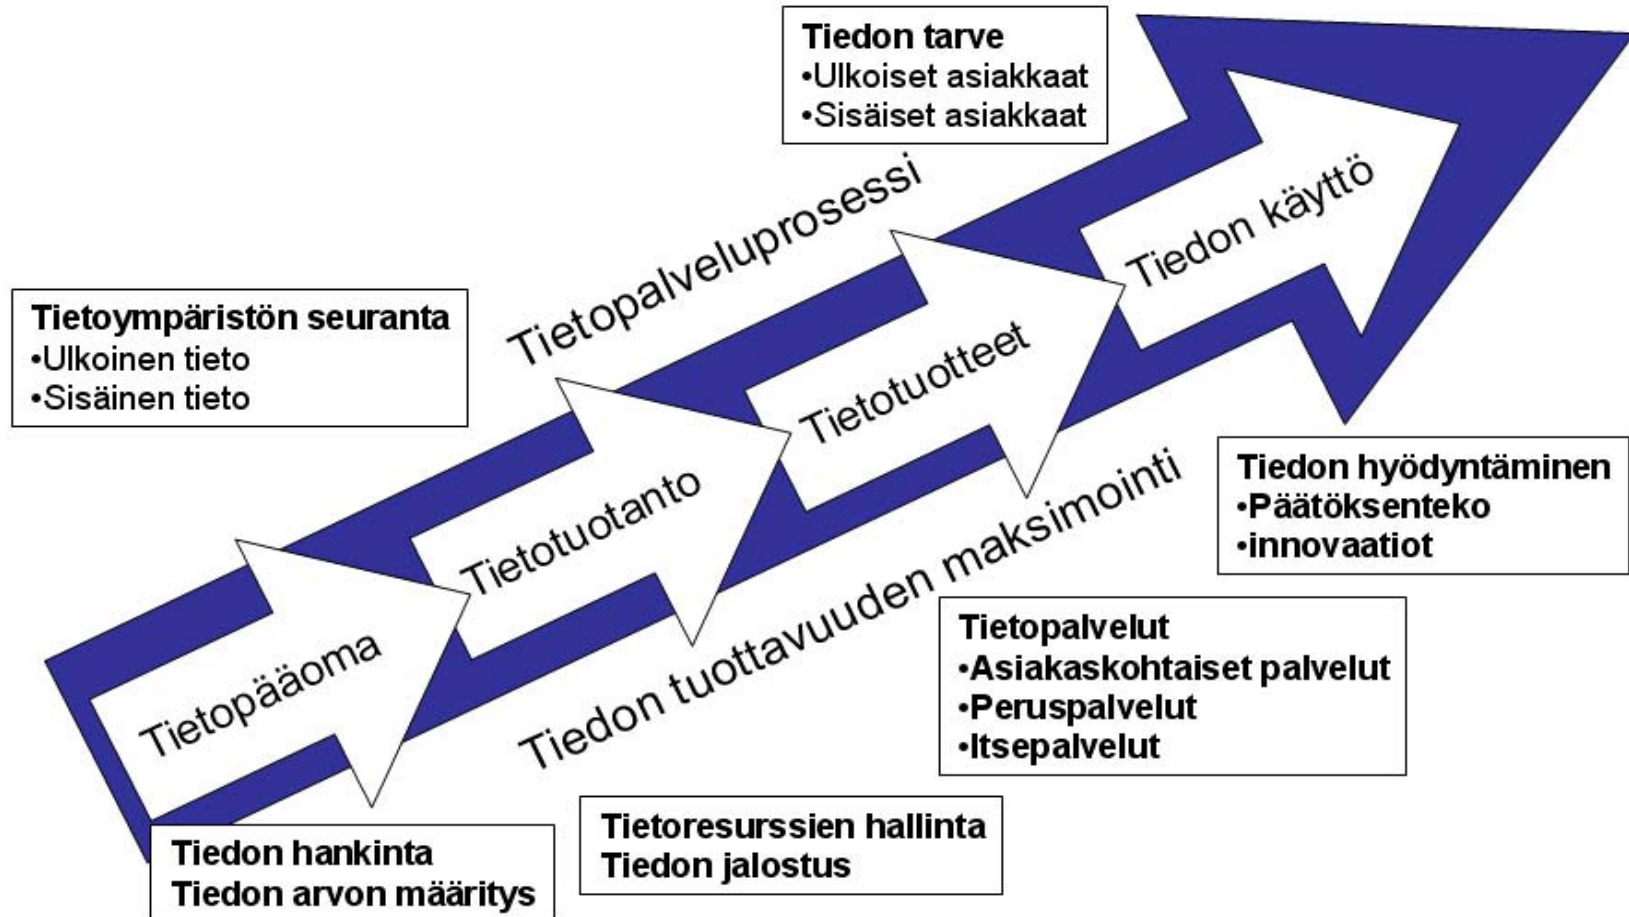 Tiedon tarve
•Ulkoiset asiakkaat
•Sisäiset asiakkaat
Tietopalveluprosessi
Tiedon käyttö
Tietoympäristön seuranta
•Ulkoinen tieto
•Sisäinen tieto
Tietotuotteet
Tietotuotanto
Tietopääoma
Tiedon tuottavuuden maksimointi
Tiedon hyödyntäminen
•Päätöksenteko
•innovaatiot
Tietopalvelut
•Asiakaskohtaiset palvelut
•Peruspalvelut
•Itsepalvelut
Tietoresurssien hallinta
Tiedon jalostus
Tiedon hankinta
Tiedon arvon määritys